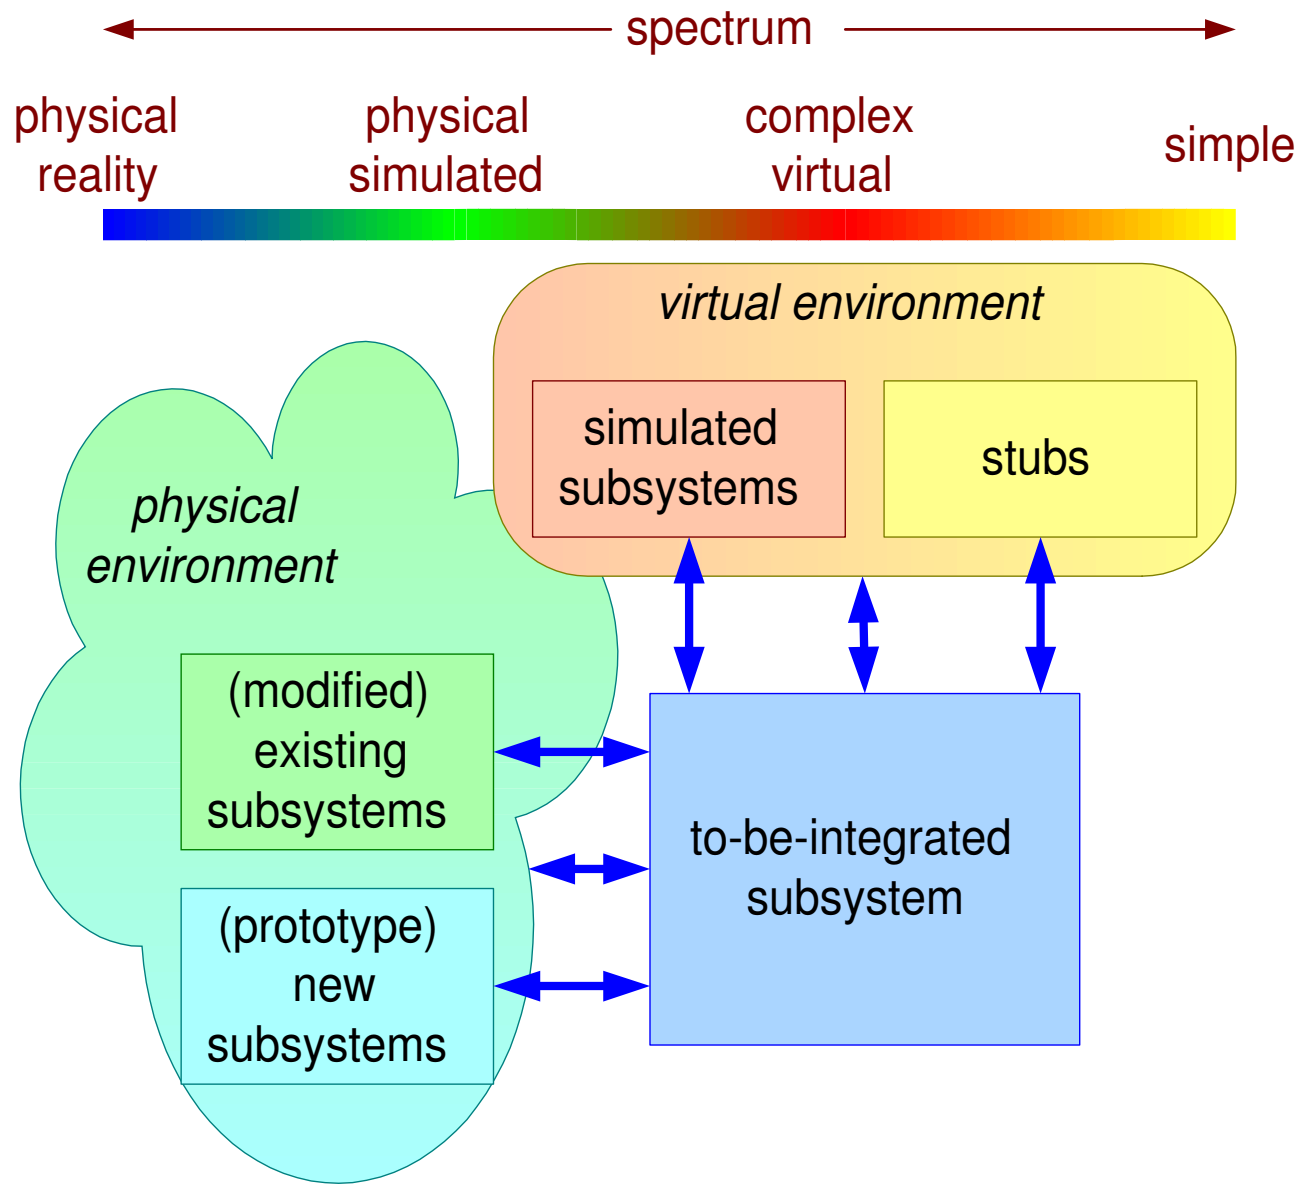 spectrum
physical
reality
physical
simulated
complex
virtual
simple
virtual environment
simulated
subsystems
stubs
physical
environment
(modified)
existing
subsystems
(prototype)
new
subsystems
to-be-integrated
subsystem